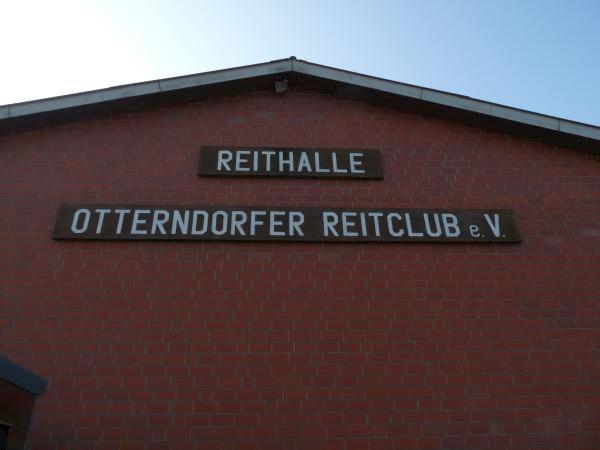 REITHALLE
OTTERNDORFER REITCLUB e.V.